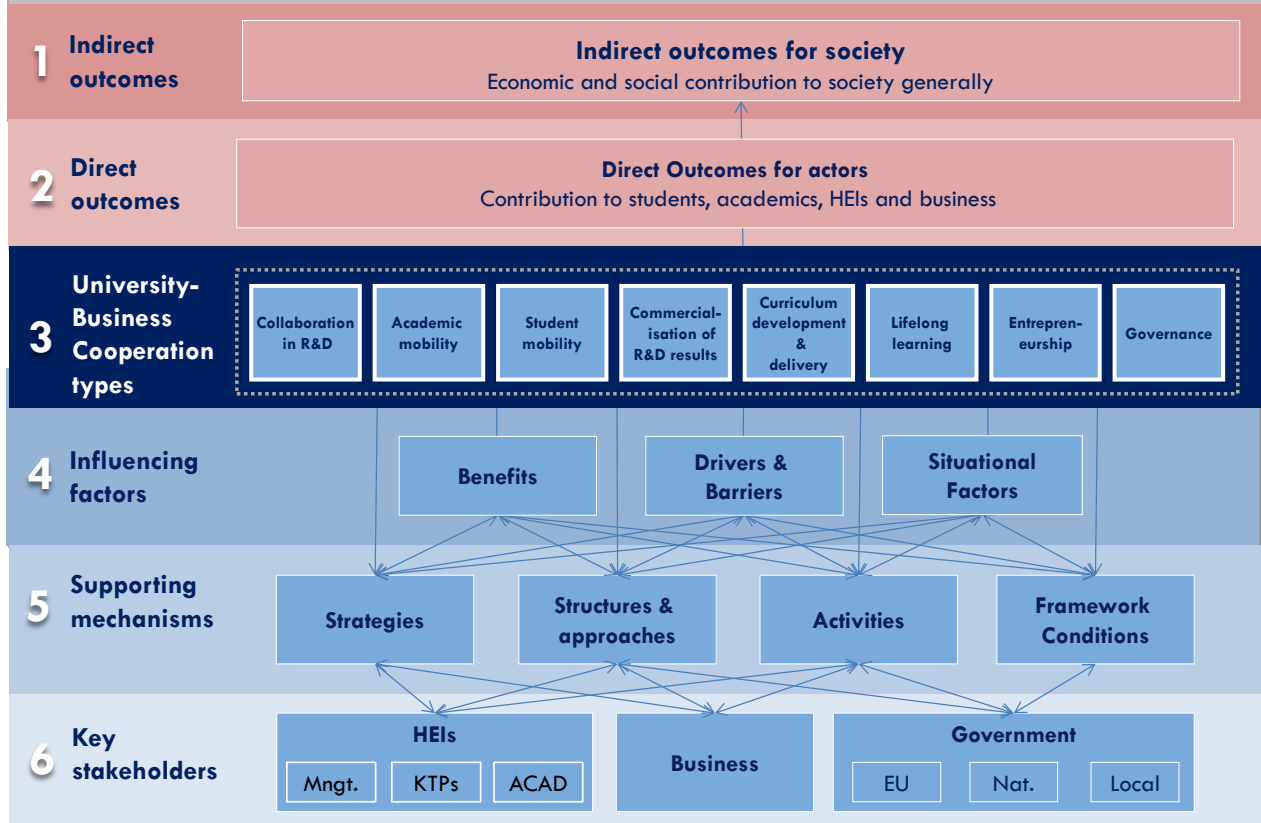 1
Indirect
outcomes
Indirect outcomes for society
Economic and social contribution to society generally
2
Direct
outcomes
Direct Outcomes for actors
Contribution to students, academics, HEIs and business
3
University-
Business
Cooperation
types
Collaboration
in R&D
Academic
mobility
Student
mobility
Commercial-
isation of
R&D results
Curriculum
development
&
delivery
Lifelong
learning
Entrepren-
eurship
Governance
4
Influencing
factors
Benefits
Drivers &
Barriers
Situational
Factors
5
Supporting
mechanisms
Strategies
Structures &
approaches
Activities
Framework
Conditions
6
Key
stakeholders
HEIs
Mngt.
KTPs
ACAD
Business
Government
EU
Nat.
Local